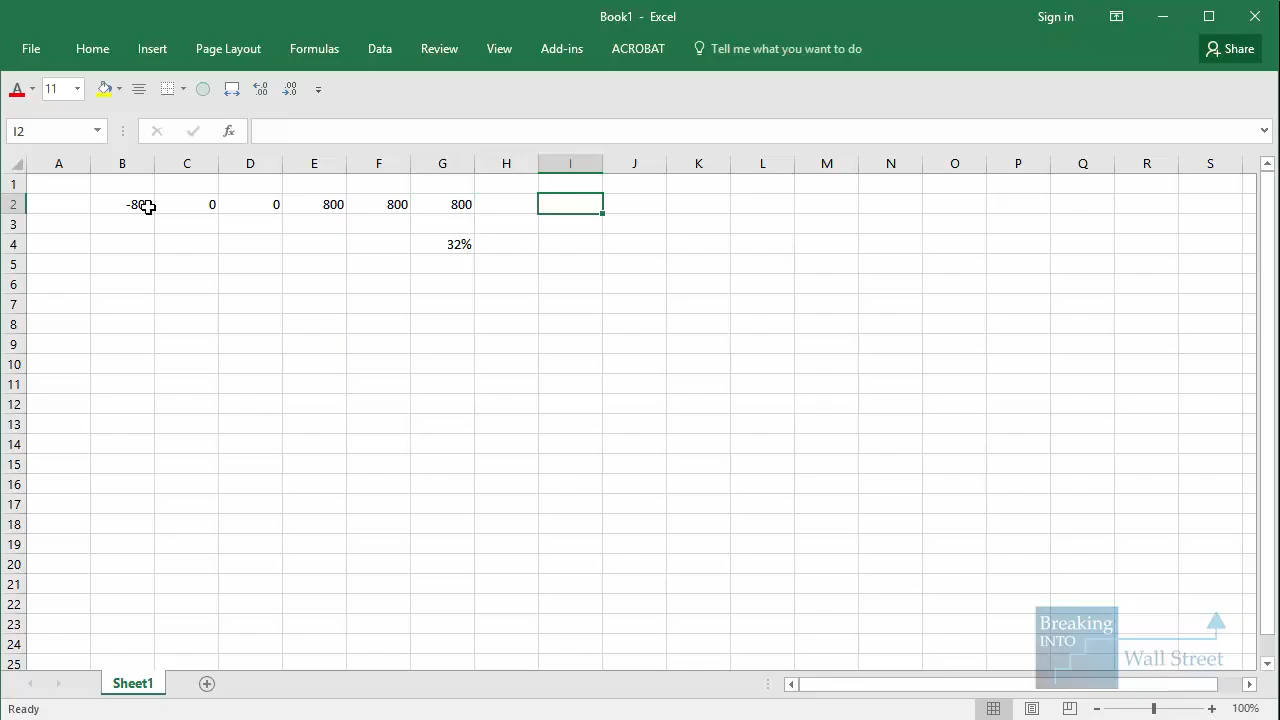 Book1 - Excel
Sign in
File Home Insert Page Layout Formulas Data Review View Add-ins ACROBAT Tell me what you want to do Share
A 11
I2 fx
A B C D E F G H I J K L M N O P Q R S
1
2 0 0 800 800 800
3
4 32%
5
6
7
8
9
10
11
12
13
14
15
16
17
18
19
20
21
22
23
24
25
Breaking
INTO
Wall Street
Sheet1
Ready 100%